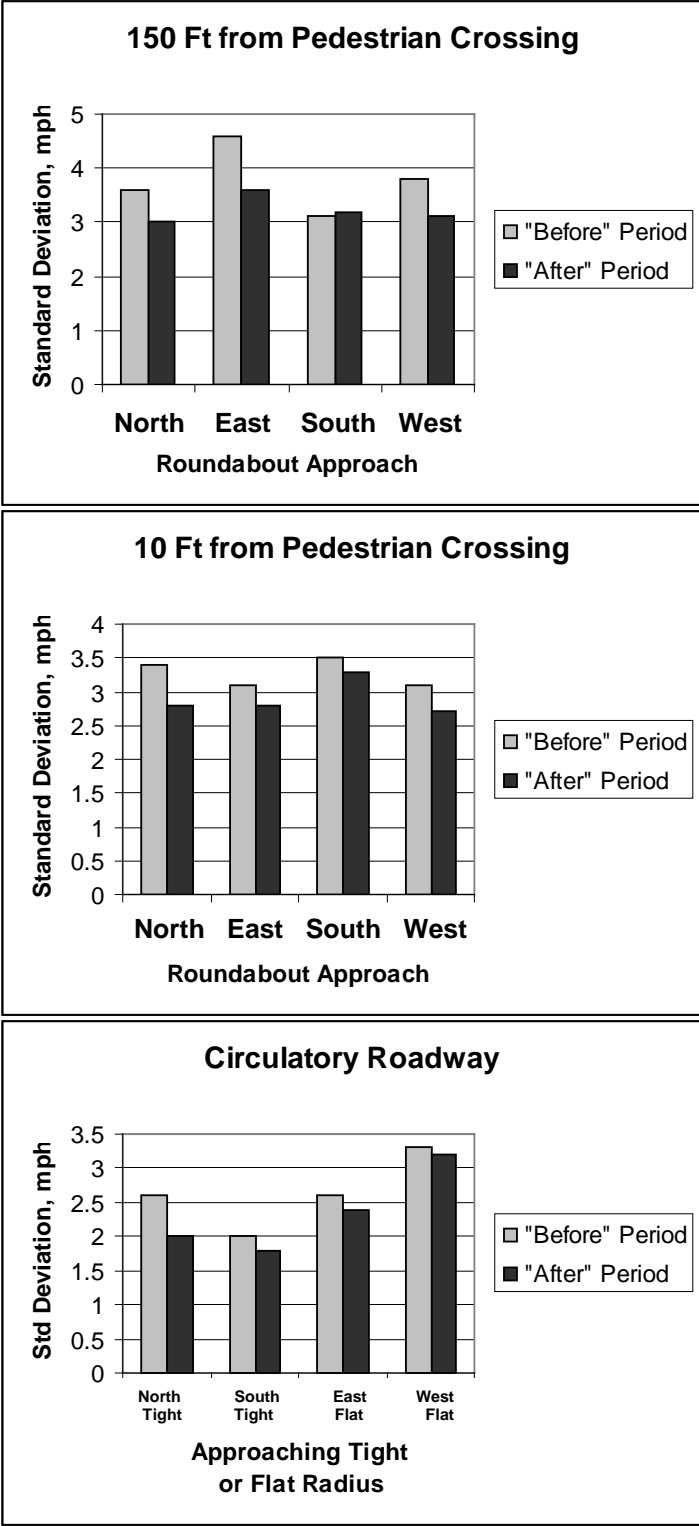 150 Ft from Pedestrian Crossing
Standard Deviation, mph
5
4
3
2
1
0
North East South West
Roundabout Approach
"Before" Period
"After" Period
10 Ft from Pedestrian Crossing
Standard Deviation, mph
4
3.5
3
2.5
2
1.5
1
0.5
0
North East South West
Roundabout Approach
"Before" Period
"After" Period
Circulatory Roadway
Std Deviation, mph
3.5
3
2.5
2
1.5
1
0.5
0
North South East West
Tight Tight Flat Flat
Approaching Tight
or Flat Radius
"Before" Period
"After" Period